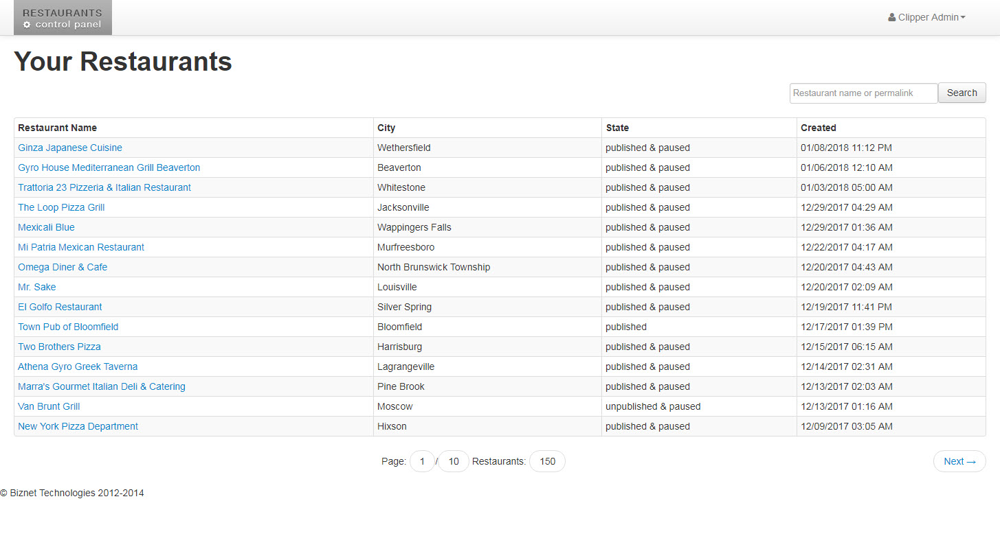 RESTAURANTS
control panel
Clipper Admin
Your Restaurants
Restaurant name or permalink Search
Restaurant Name City State Created
Ginza Japanese Cuisine Wethersfield published & paused 01/08/2018 11:12 PM
Gyro House Mediterranean Grill Beaverton Beaverton published & paused 01/06/2018 12:10 AM
Trattoria 23 Pizzeria & Italian Restaurant Whitestone published & paused 01/03/2018 05:00 AM
The Loop Pizza Grill Jacksonville published & paused 12/29/2017 04:29 AM
Mexicali Blue Wappingers Falls published & paused 12/29/2017 01:36 AM
Mi Patria Mexican Restaurant Murfreesboro published & paused 12/22/2017 04:17 AM
Omega Diner & Cafe North Brunswick Township published & paused 12/20/2017 04:43 AM
Mr. Sake Louisville published & paused 12/20/2017 02:09 AM
El Golfo Restaurant Silver Spring published & paused 12/19/2017 11:41 PM
Town Pub of Bloomfield Bloomfield published 12/17/2017 01:39 PM
Two Brothers Pizza Harrisburg published & paused 12/15/2017 06:15 AM
Athena Gyro Greek Taverna Lagrangeville published & paused 12/14/2017 02:31 AM
Marra's Gourmet Italian Deli & Catering Pine Brook published & paused 12/13/2017 02:03 AM
Van Brunt Grill Moscow unpublished & paused 12/13/2017 01:16 AM
New York Pizza Department Hixson published & paused 12/09/2017 03:05 AM
Page: 1 / 10 Restaurants: 150 Next →
© Biznet Technologies 2012-2014